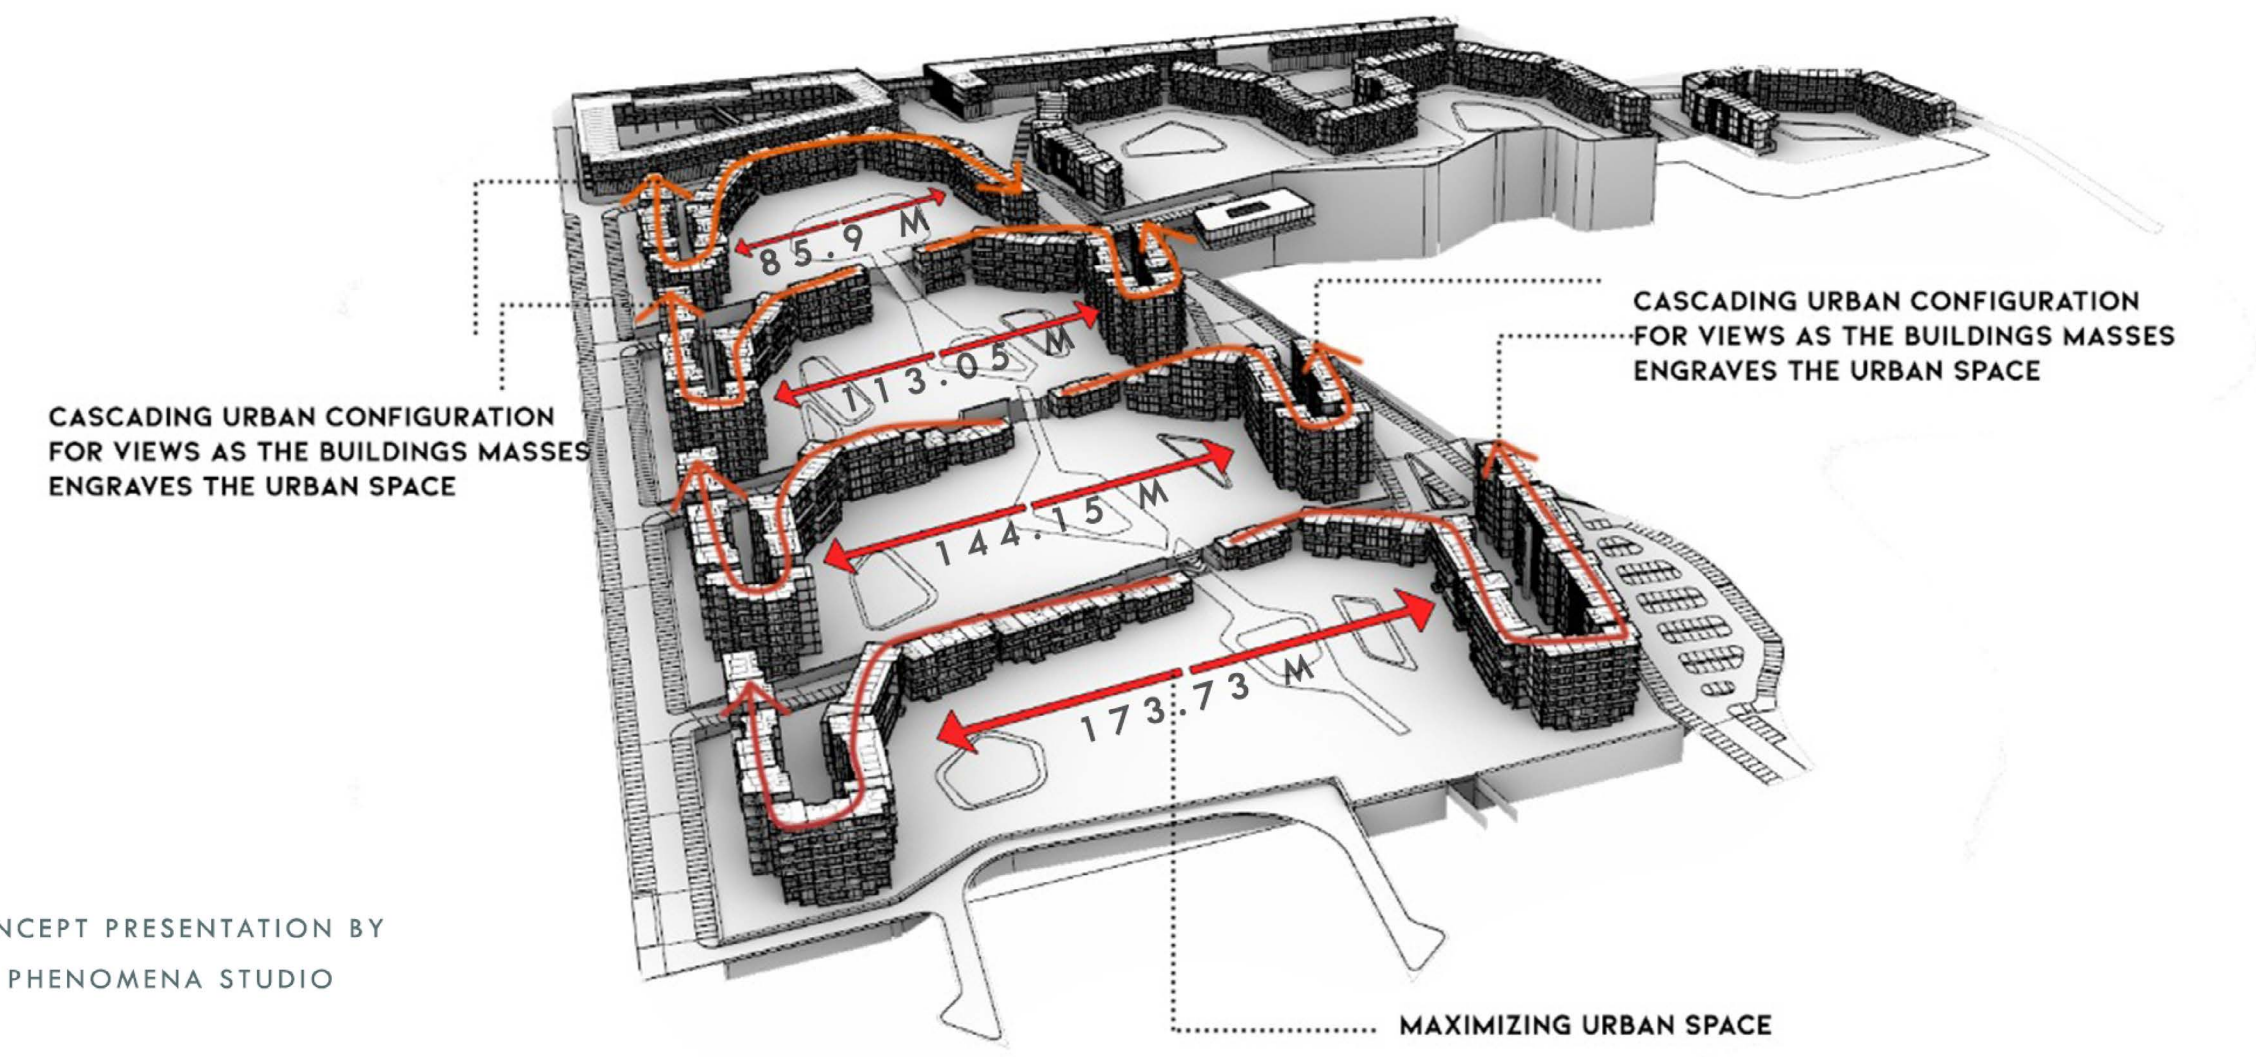 85.9 M
113.05 M
CASCADING URBAN CONFIGURATION
FOR VIEWS AS THE BUILDINGS MASSES
ENGRAVES THE URBAN SPACE
CASCADING URBAN CONFIGURATION
FOR VIEWS AS THE BUILDINGS MASSES
ENGRAVES THE URBAN SPACE
144.15 M
173.73 M
NCEPT PRESENTATION BY
PHENOMENA STUDIO
MAXIMIZING URBAN SPACE